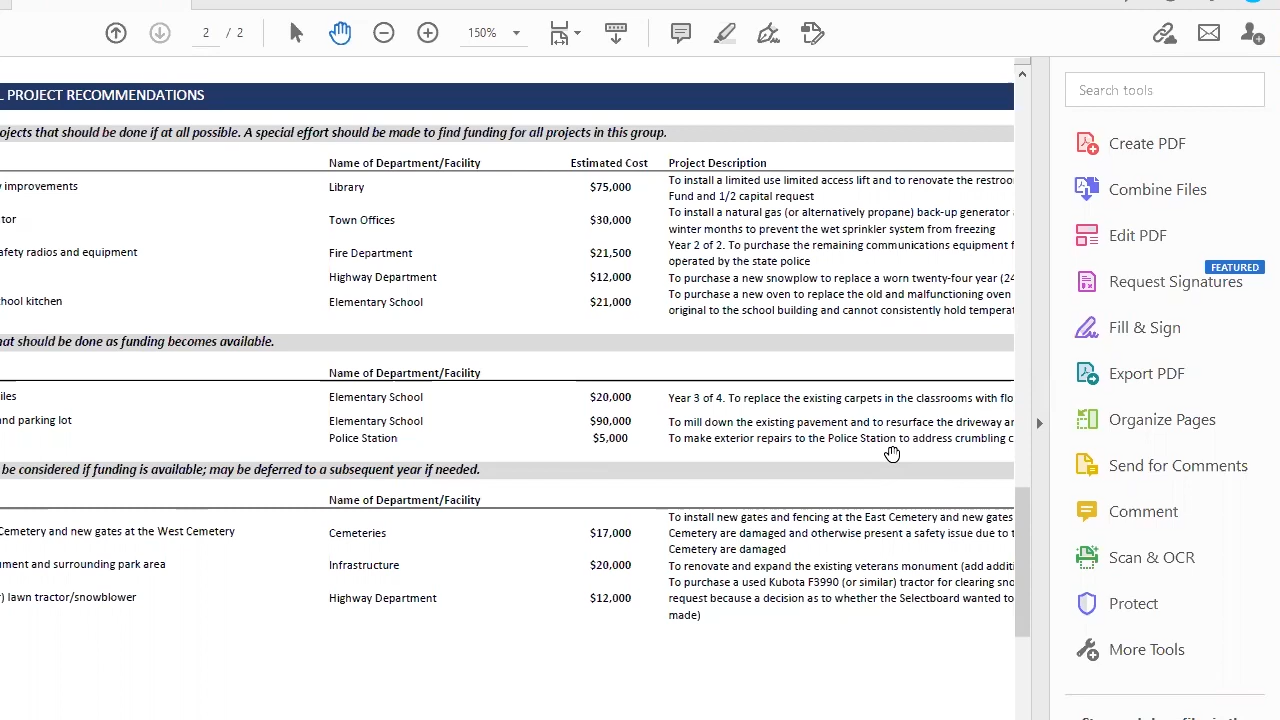 2 / 2 150%
Search tools
L PROJECT RECOMMENDATIONS
ojects that should be done if at all possible. A special effort should be made to find funding for all projects in this group.
Name of Department/Facility Estimated Cost Project Description
improvements Library $75,000 To install a limited use limited access lift and to renovate the restroo
Fund and 1/2 capital request
tor Town Offices $30,000 To install a natural gas (or alternatively propane) back-up generator
winter months to prevent the wet sprinkler system from freezing
afety radios and equipment Fire Department $21,500 Year 2 of 2. To purchase the remaining communications equipment f
operated by the state police
Highway Department $12,000 To purchase a new snowplow to replace a worn twenty-four year (24
hool kitchen Elementary School $21,000 To purchase a new oven to replace the old and malfunctioning oven
original to the school building and cannot consistently hold temperat
hat should be done as funding becomes available.
Name of Department/Facility
iles Elementary School $20,000 Year 3 of 4. To replace the existing carpets in the classrooms with flo
and parking lot Elementary School $90,000 To mill down the existing pavement and to resurface the driveway ar
Police Station $5,000 To make exterior repairs to the Police Station to address crumbling c
be considered if funding is available; may be deferred to a subsequent year if needed.
Name of Department/Facility
Cemetery and new gates at the West Cemetery Cemeteries $17,000 To install new gates and fencing at the East Cemetery and new gates
Cemetery are damaged and otherwise present a safety issue due to t
Cemetery are damaged
ument and surrounding park area Infrastructure $20,000 To renovate and expand the existing veterans monument (add additi
r) lawn tractor/snowblower Highway Department $12,000 To purchase a used Kubota F3990 (or similar) tractor for clearing sno
request because a decision as to whether the Selectboard wanted to
made)
Create PDF
Combine Files
Edit PDF
FEATURED
Request Signatures
Fill & Sign
Export PDF
Organize Pages
Send for Comments
Comment
Scan & OCR
Protect
More Tools